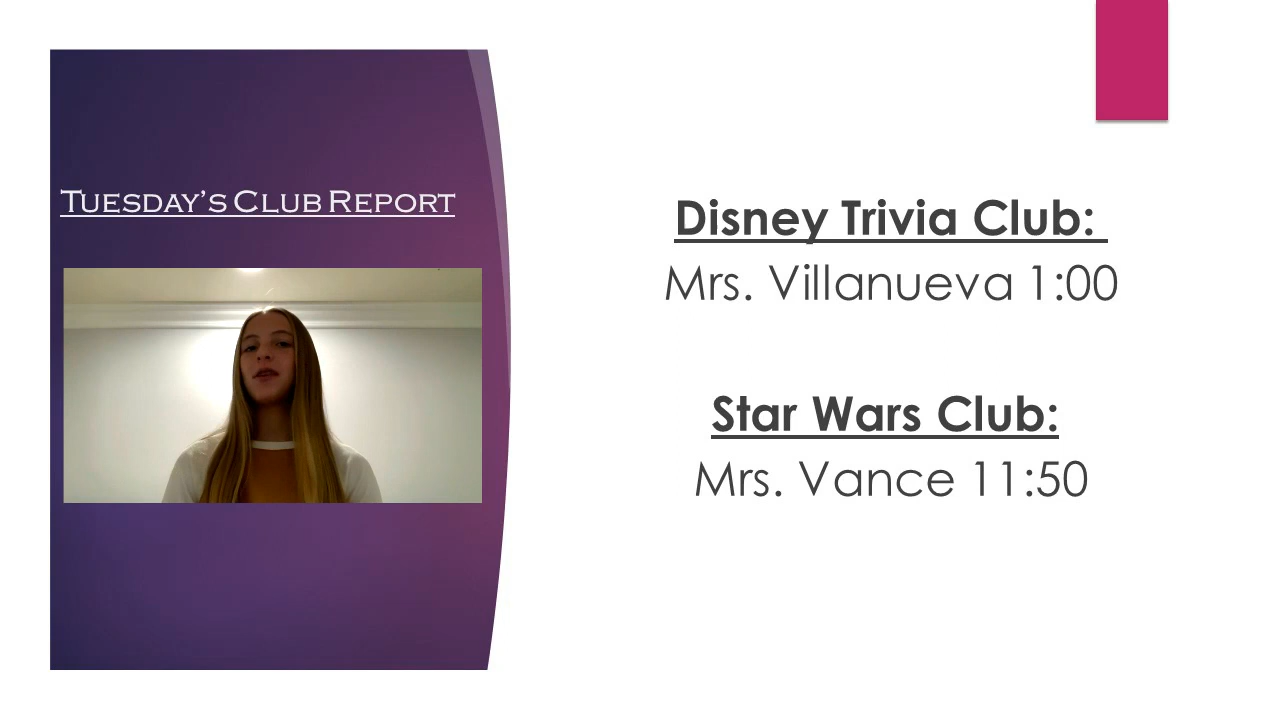 Tuesday's Club Report
Disney Trivia Club:
Mrs. Villanueva 1:00
Star Wars Club:
Mrs. Vance 11:50